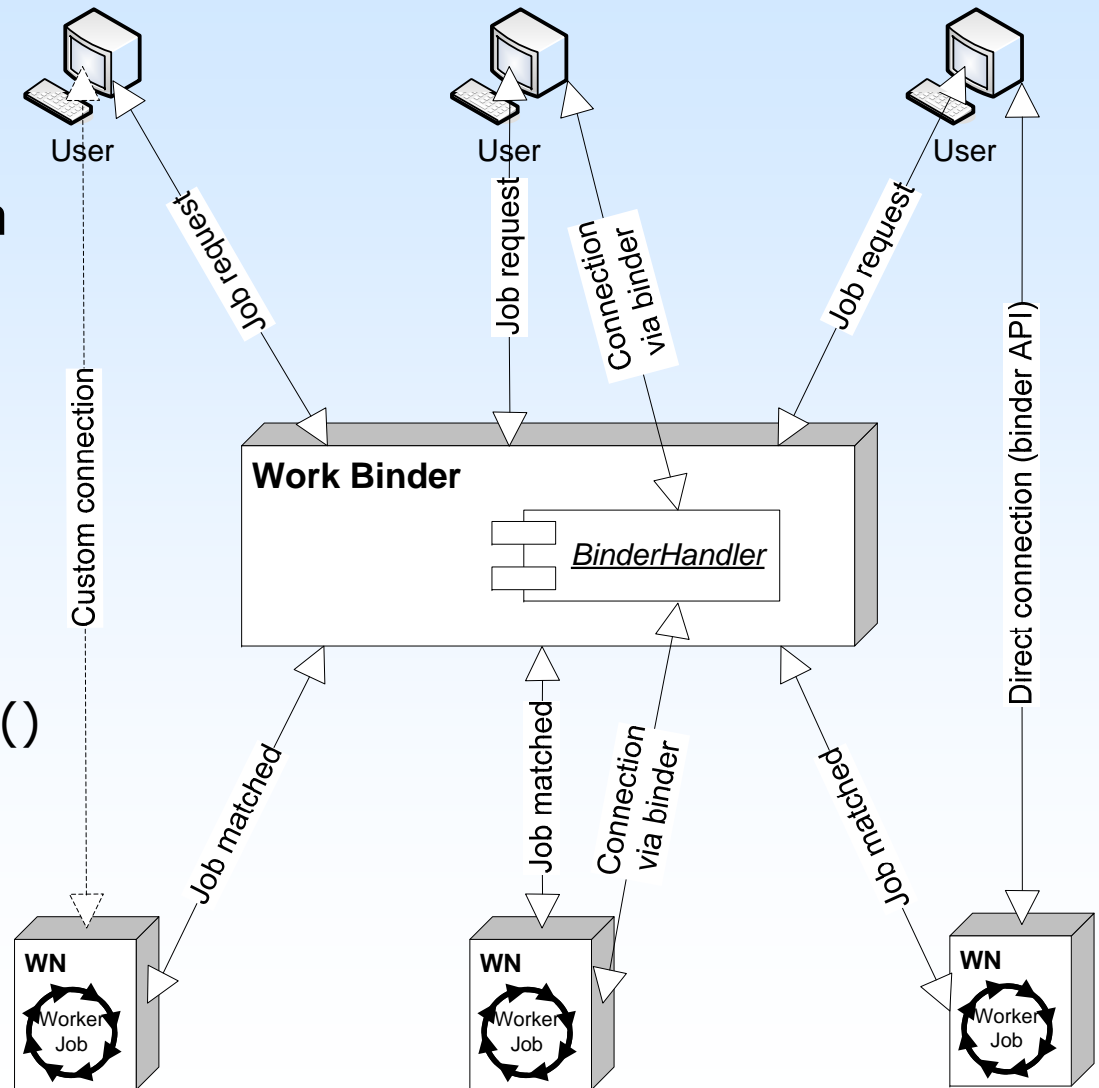 User
User
User
n
Job request
Job request
Connection
via binder
Job request
Custom connection
Direct connection (binder API)
Work Binder
BinderHandler
()
Job matched
Job matched
Connection
via binder
Job matched
WN
Worker
Job
WN
Worker
Job
WN
Worker
Job